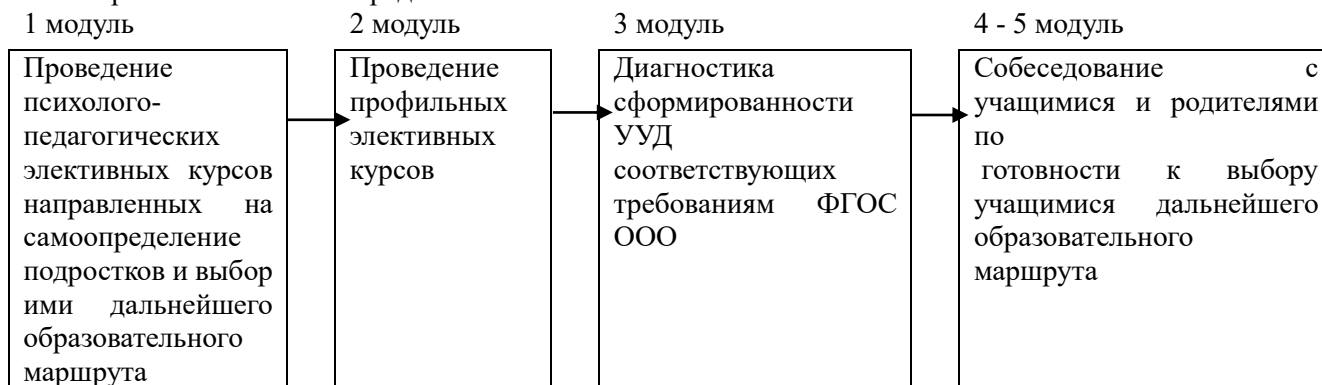 1 модуль
2 модуль
3 модуль
4 - 5 модуль
Проведение
психолого-
педагогических
элективных курсов
направленных на
самоопределение
подростков и выбор
ими дальнейшего
образовательного
маршрута
Проведение
профильных
элективных
курсов
Диагностика
сформированности
УУД
соответствующих
требованиям ФГОС
ООО
Собеседование с
учащимися и родителями
по
готовности к выбору
учащимися дальнейшего
образовательного
маршрута